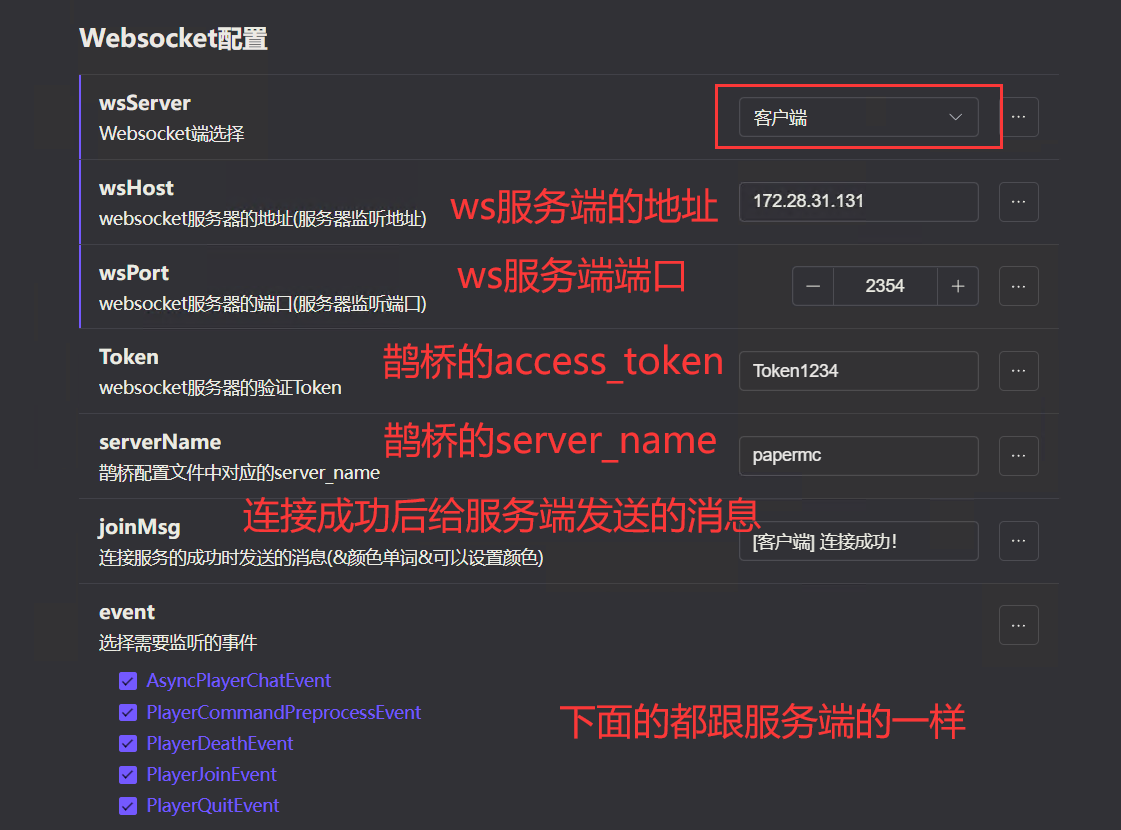 Websocket配置
wsServer
Websocket端选择
客户端
wsHost
websocket服务器的地址(服务器监听地址)
ws服务端的地址
172.28.31.131
wsPort
websocket服务器的端口(服务器监听端口)
ws服务端端口
2354
Token
websocket服务器的验证Token
鹊桥的access_token
Token1234
serverName
鹊桥配置文件中对应的server_name
鹊桥的server_name
papermc
连接成功后给服务端发送的消息
joinMsg
连接服务的成功时发送的消息(&颜色单词&可以设置颜色)
[客户端] 连接成功！
event
选择需要监听的事件
AsyncPlayerChatEvent
PlayerCommandPreprocessEvent
下面的都跟服务端的一样
PlayerDeathEvent
PlayerJoinEvent
PlayerQuitEvent